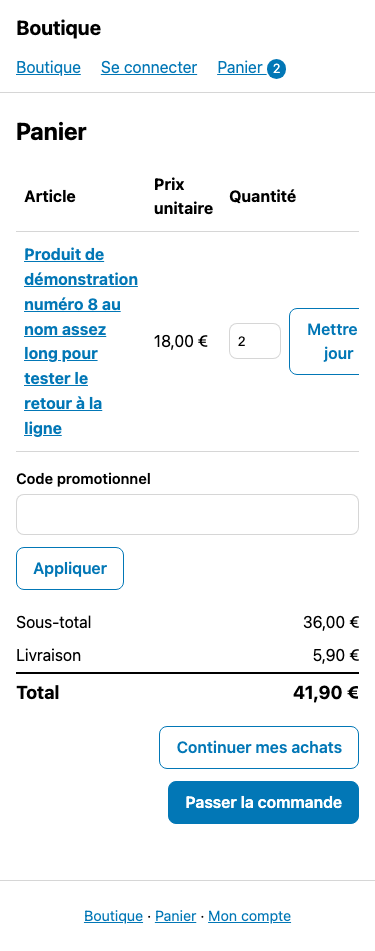 Boutique
Boutique Se connecter Panier 2
Panier
Article Prix unitaire Quantité
Produit de
démonstration
numéro 8 au
nom assez
long pour
tester le
retour à la
ligne
18,00 € 2 Mettre
jour
Code promotionnel
Appliquer
Sous-total 36,00 €
Livraison 5,90 €
Total 41,90 €
Continuer mes achats
Passer la commande
Boutique · Panier · Mon compte